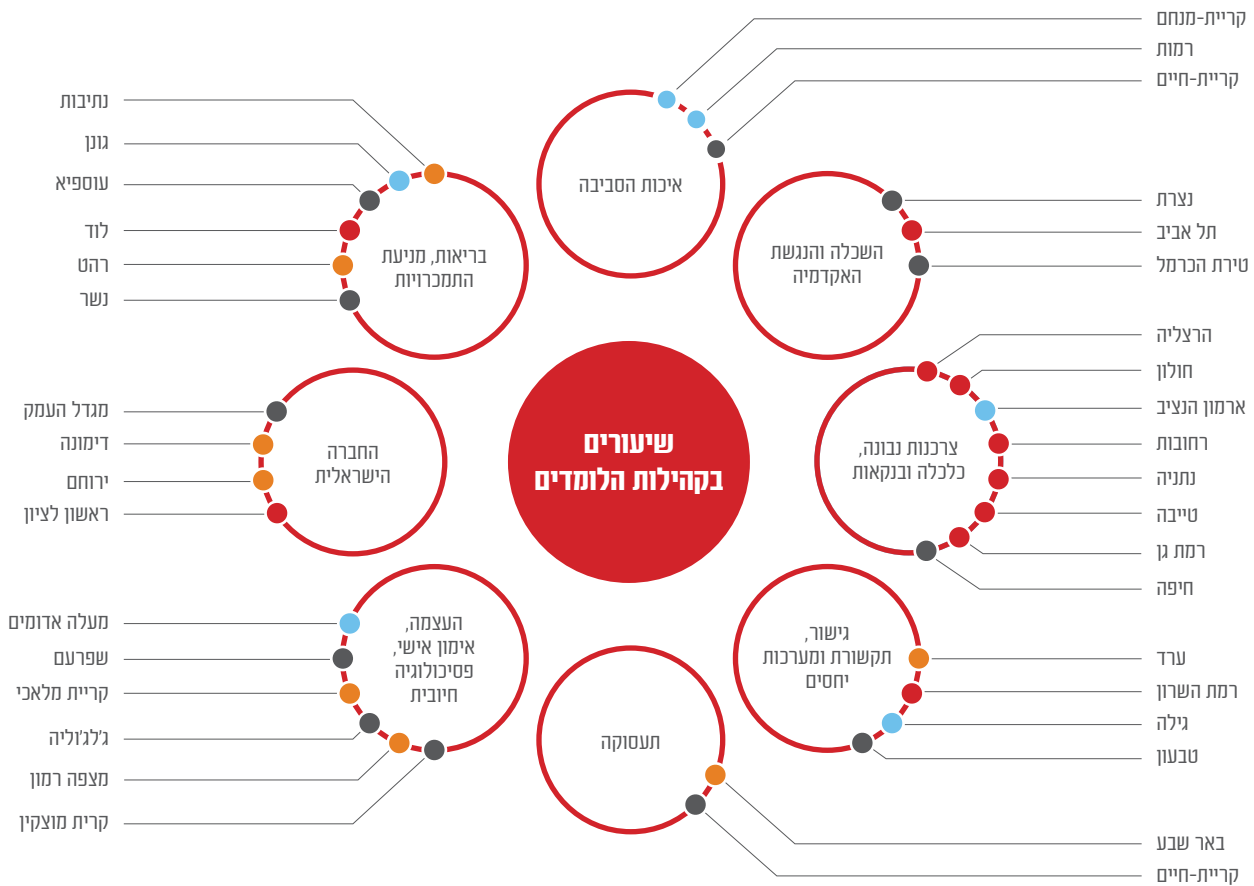 שיעורים
בקהילות הלומדים
איכות הסביבה
קריית-מנחם
רמות
קריית-חיים
השכלה והנגשת
האקדמיה
נצרת
תל אביב
טירת הכרמל
צרכנות נבונה,
כלכלה ובנקאות
הרצליה
חולון
ארמון הנציב
רחובות
נתניה
טייבה
רמת גן
חיפה
גישור,
תקשורת ומערכות
יחסים
ערד
רמת השרון
גילה
טבעון
תעסוקה
באר שבע
קריית-חיים
העצמה,
אימון אישי,
פסיכולוגיה
חיובית
מעלה אדומים
שפרעם
קריית מלאכי
ג'לג'וליה
מצפה רמון
קרית מוצקין
החברה
הישראלית
מגדל העמק
דימונה
ירוחם
ראשון לציון
בריאות, מניעת
התמכרויות
נתיבות
גונן
עוספיא
לוד
רהט
נשר